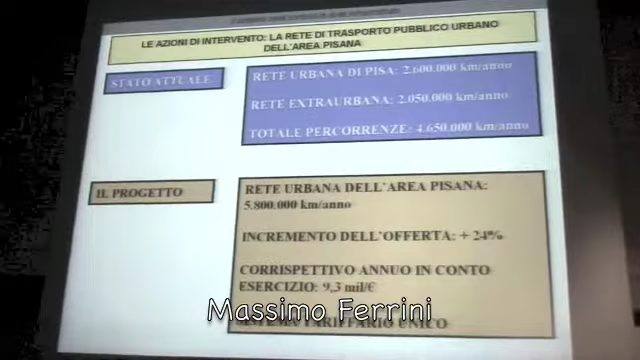 LE AZIONI DI INTERVENTO: LA RETE DI TRASPORTO PUBBLICO URBANO
DELL'AREA PISANA
STATO ATTUALE
RETE URBANA DI PISA: 2.600.000 km/anno
RETE EXTRAURBANA: 2.050.000 km/anno
TOTALE PERCORRENZE: 4.650.000 km/anno
IL PROGETTO
RETE URBANA DELL'AREA PISANA:
5.800.000 km/anno
INCREMENTO DELL'OFFERTA: + 24%
CORRISPETTIVO ANNUO IN CONTO
ESERCIZIO: 9,3 mil/€
Massimo Ferrini
SISTEMA TARIFFARIO UNICO